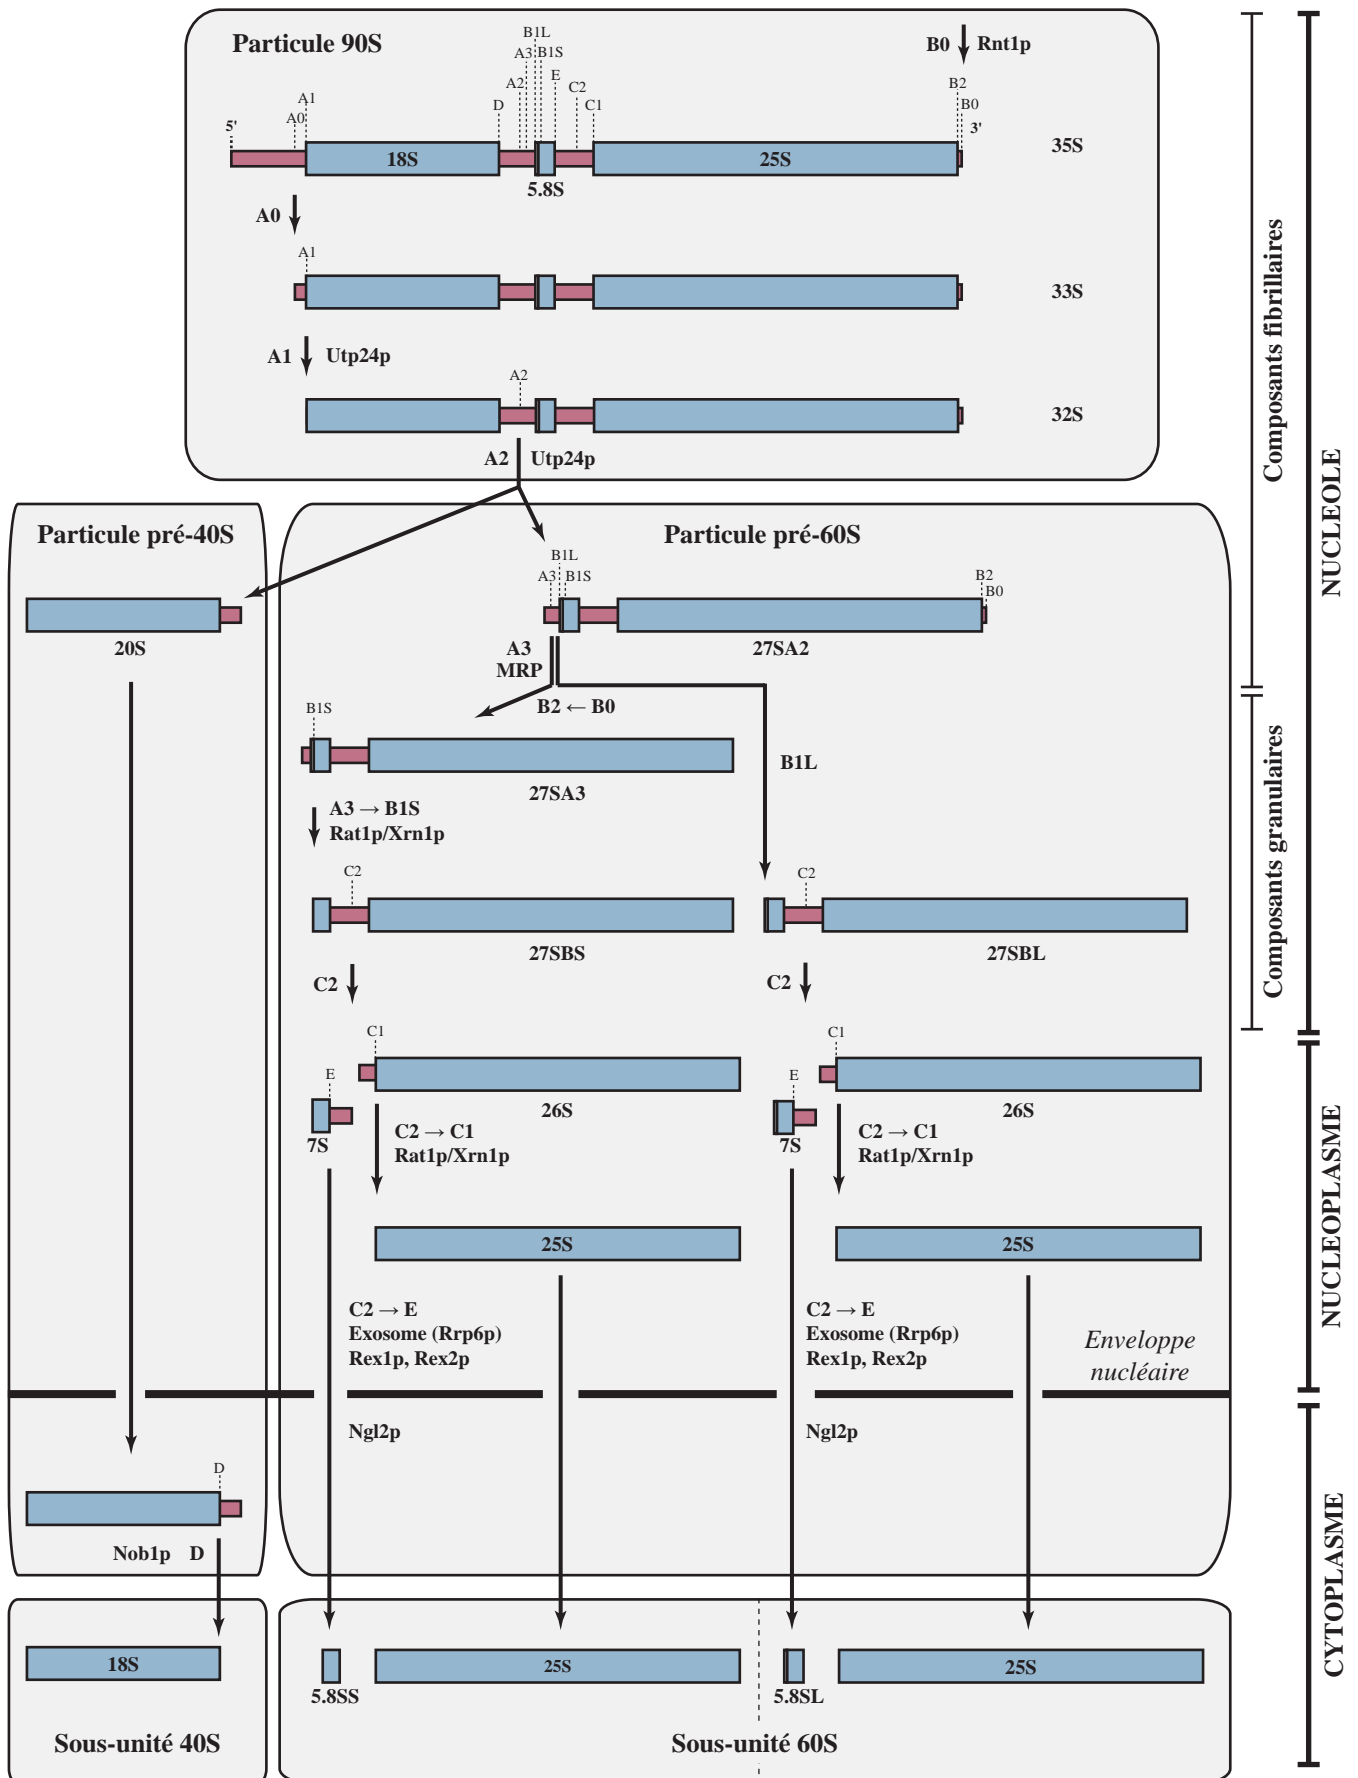 Particule 90S
B0 Rnt1p
B1L
A3 B1S
A2 E C2
A1 D C1 B2
A0 B0
5' 3'
18S 25S 35S
5.8S
A0
A1
33S
A1 Utp24p
A2
32S
A2 Utp24p
Composants fibrillaires
NUCLEOLE
Particule pré-40S
Particule pré-60S
B1L
A3 B1S
B2
B0
20S
27SA2
A3
MRP
B2 ← B0
B1S
B1L
27SA3
A3 → B1S
Rat1p/Xrn1p
Composants granulaires
C2
C2
27SBS
27SBL
C2
C2
C1
C1
E
E
26S
26S
7S
7S
C2 → C1
Rat1p/Xrn1p
C2 → C1
Rat1p/Xrn1p
NUCLEOPLASME
25S
25S
C2 → E
Exosome (Rrp6p)
Rex1p, Rex2p
C2 → E
Exosome (Rrp6p)
Rex1p, Rex2p
Enveloppe
nucléaire
Ngl2p
Ngl2p
D
Nob1p D
CYTOPLASME
18S
25S
25S
5.8SS
5.8SL
Sous-unité 40S
Sous-unité 60S